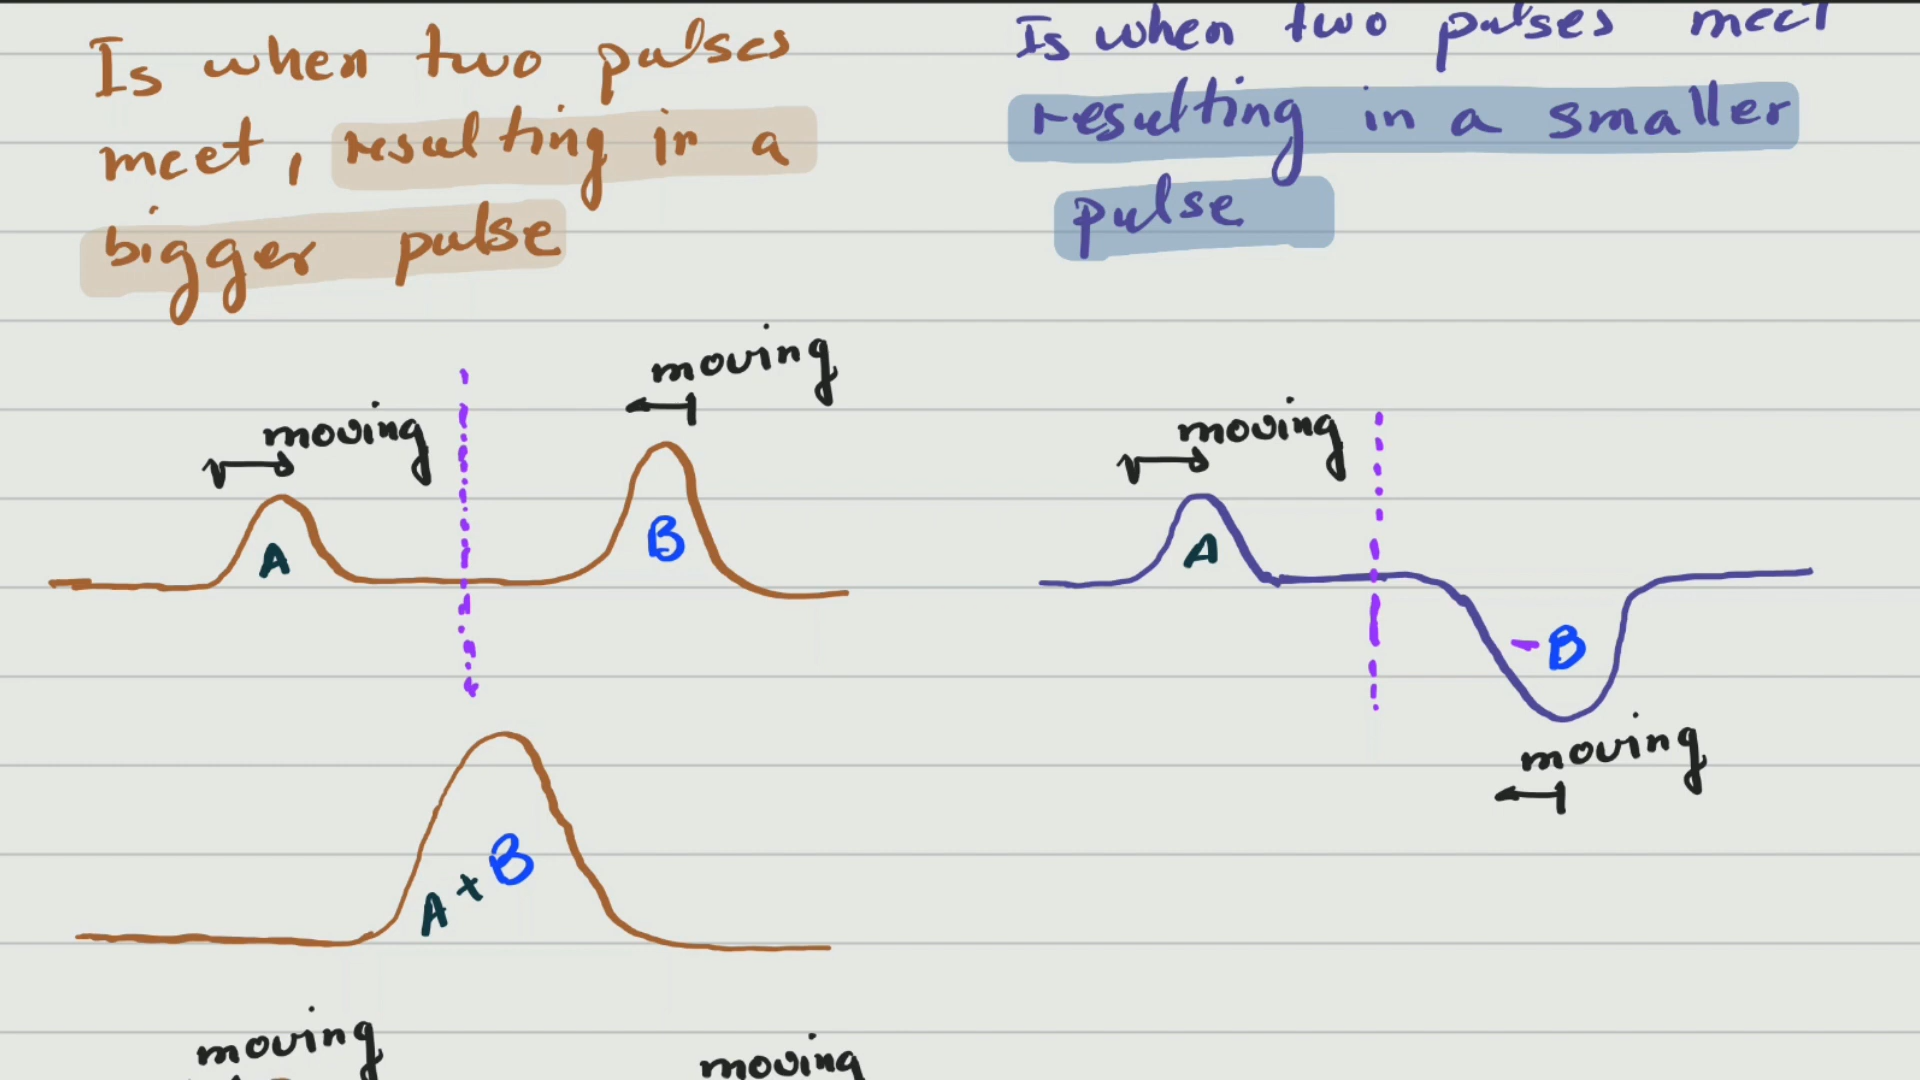 Is when two pulses
meet, resulting in a
bigger pulse
moving
moving
A
B
A + B
moving
moving
Is when two pulses meet
resulting in a smaller
pulse
moving
A
- B
moving